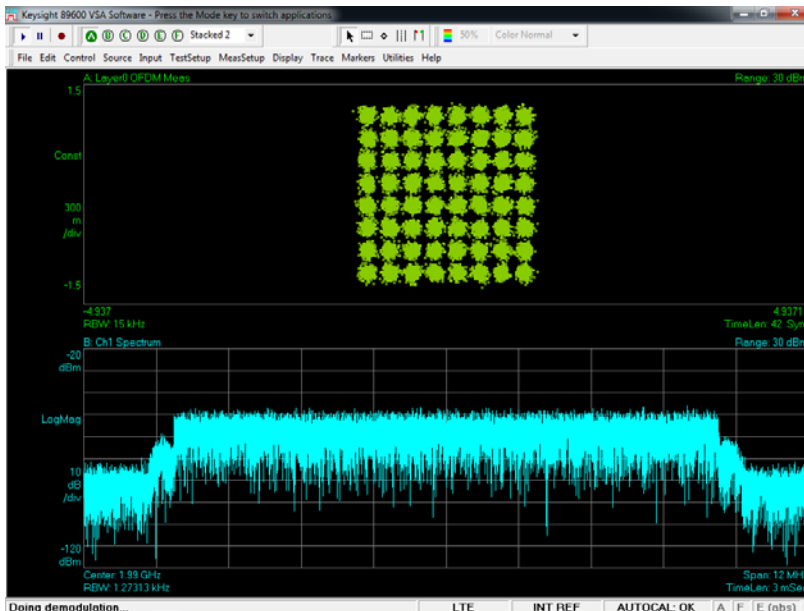 Keysight 89600 VSA Software - Press the Mode key to switch applications
A B C D E F Stacked 2 50% Color Normal
File Edit Control Source Input TestSetup MeasSetup Display Trace Markers Utilities Help
A: Layer0 OFDM Meas Range: 30 dBm
1.5
Const
300
m
/div
-1.5
-4.937 4.9371
RBW: 15 kHz TimeLen: 42 Sym
B: Ch1 Spectrum Range: 30 dBm
-20
dBm
LogMag
10
dB
/div
-120
dBm
Center: 1.99 GHz Span: 12 MH
RBW: 1.27313 kHz TimeLen: 3 mSec
Doing demodulation... LTE INT REF AUTOCAL: OK A F E (abs)